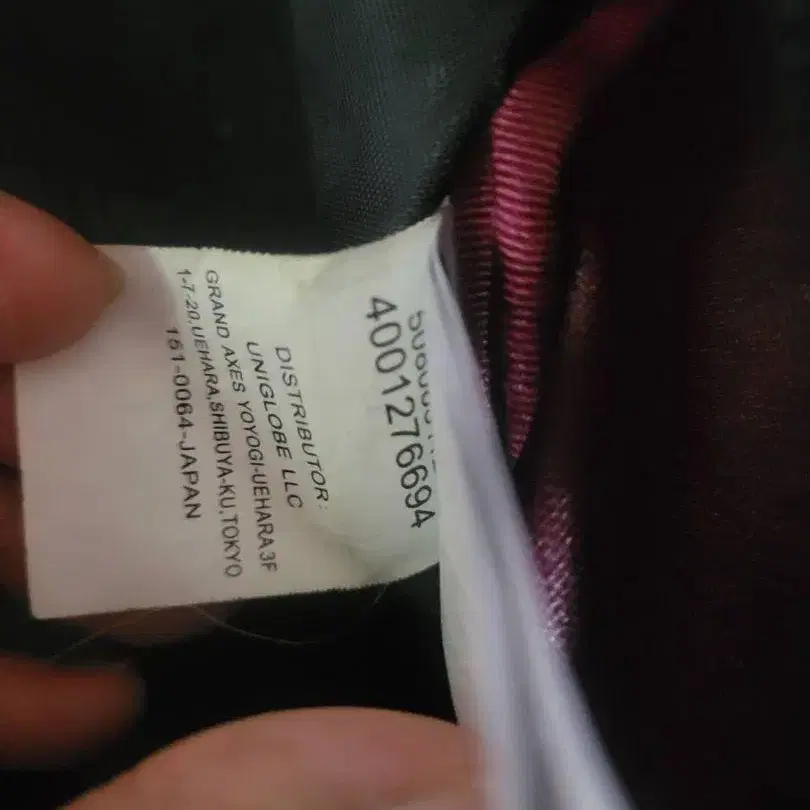 4001276694
DISTRIBUTOR:
UNIGLOBE LLC
GRAND AXES YOYOGI-UEHARA 3F
1-7-20,UEHARA,SHIBUYA-KU,TOKYO
151-0064-JAPAN